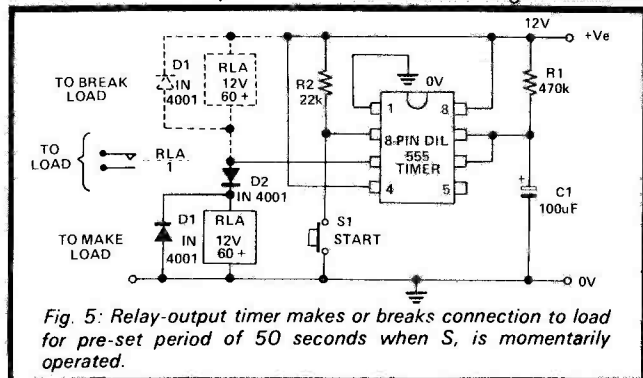 12V
+Ve
D1
IN
4001
RLA
12V
60 +
TO BREAK
LOAD
R2
22k
0V
R1
470k
1
8
8-PIN DIL
555
TIMER
4
5
TO
LOAD
RLA
1
D2
IN 4001
D1
IN
4001
RLA
12V
60 +
S1
START
+
C1
100uF
TO MAKE
LOAD
0V
Fig. 5: Relay-output timer makes or breaks connection to load
for pre-set period of 50 seconds when S, is momentarily
operated.